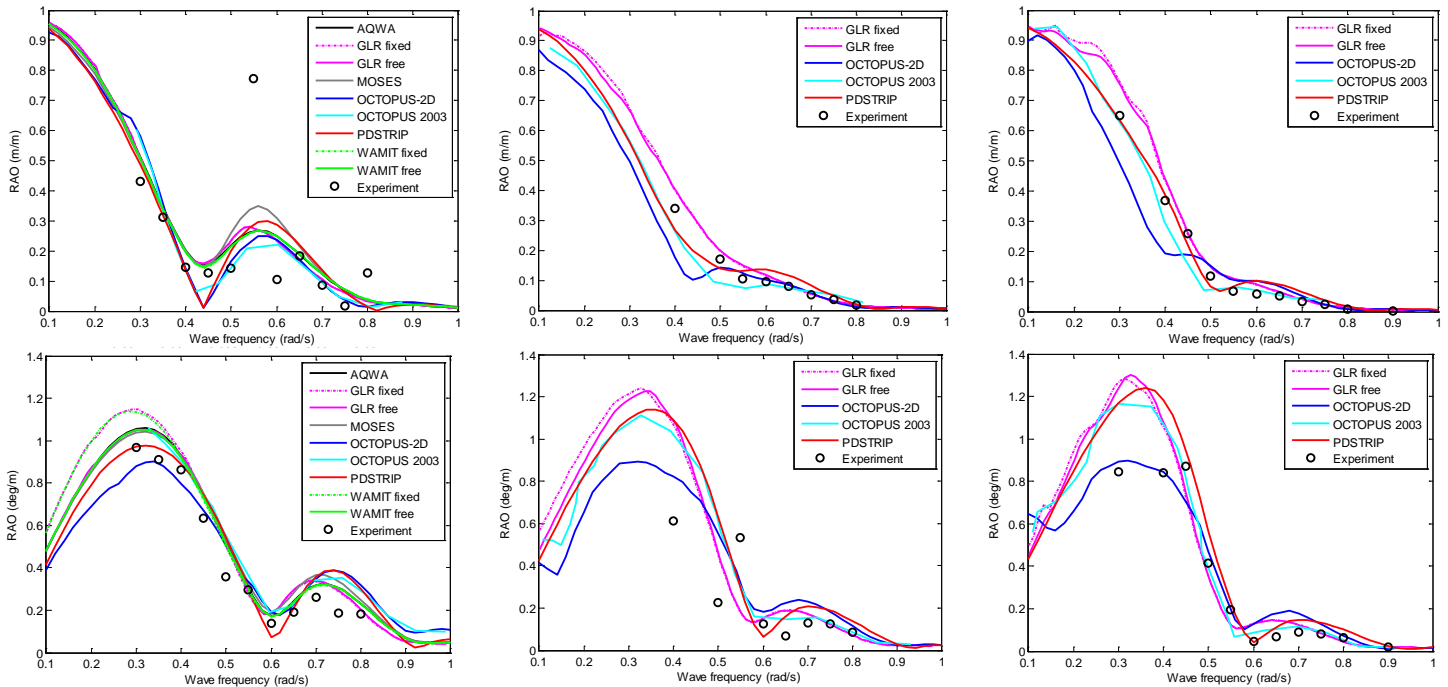 1
0.9
0.8
0.7
0.6
0.5
0.4
0.3
0.2
0.1
0
RAO (m/m)
0.1 0.2 0.3 0.4 0.5 0.6 0.7 0.8 0.9 1
Wave frequency (rad/s)
AQWA
GLR fixed
GLR free
MOSES
OCTOPUS-2D
OCTOPUS 2003
PDSTRIP
WAMIT fixed
WAMIT free
Experiment
1
0.9
0.8
0.7
0.6
0.5
0.4
0.3
0.2
0.1
0
RAO (m/m)
0.1 0.2 0.3 0.4 0.5 0.6 0.7 0.8 0.9 1
Wave frequency (rad/s)
GLR fixed
GLR free
OCTOPUS-2D
OCTOPUS 2003
PDSTRIP
Experiment
1
0.9
0.8
0.7
0.6
0.5
0.4
0.3
0.2
0.1
0
RAO (m/m)
0.1 0.2 0.3 0.4 0.5 0.6 0.7 0.8 0.9 1
Wave frequency (rad/s)
GLR fixed
GLR free
OCTOPUS-2D
OCTOPUS 2003
PDSTRIP
Experiment
1.4
1.2
1
0.8
0.6
0.4
0.2
0
RAO (deg/m)
0.1 0.2 0.3 0.4 0.5 0.6 0.7 0.8 0.9 1
Wave frequency (rad/s)
AQWA
GLR fixed
GLR free
MOSES
OCTOPUS-2D
OCTOPUS 2003
PDSTRIP
WAMIT fixed
WAMIT free
Experiment
1.4
1.2
1
0.8
0.6
0.4
0.2
0
RAO (deg/m)
0.1 0.2 0.3 0.4 0.5 0.6 0.7 0.8 0.9 1
Wave frequency (rad/s)
GLR fixed
GLR free
OCTOPUS-2D
OCTOPUS 2003
PDSTRIP
Experiment
1.4
1.2
1
0.8
0.6
0.4
0.2
0
RAO (deg/m)
0.1 0.2 0.3 0.4 0.5 0.6 0.7 0.8 0.9 1
Wave frequency (rad/s)
GLR fixed
GLR free
OCTOPUS-2D
OCTOPUS 2003
PDSTRIP
Experiment